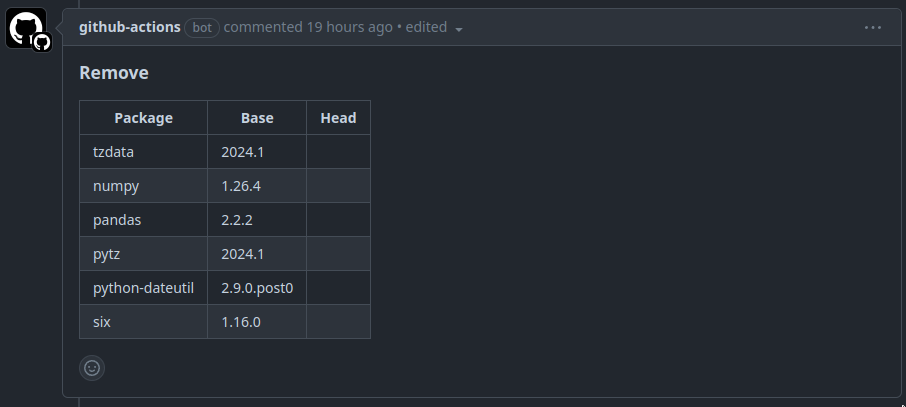 github-actions bot commented 19 hours ago • edited
Remove
Package Base Head
tzdata 2024.1
numpy 1.26.4
pandas 2.2.2
pytz 2024.1
python-dateutil 2.9.0.post0
six 1.16.0